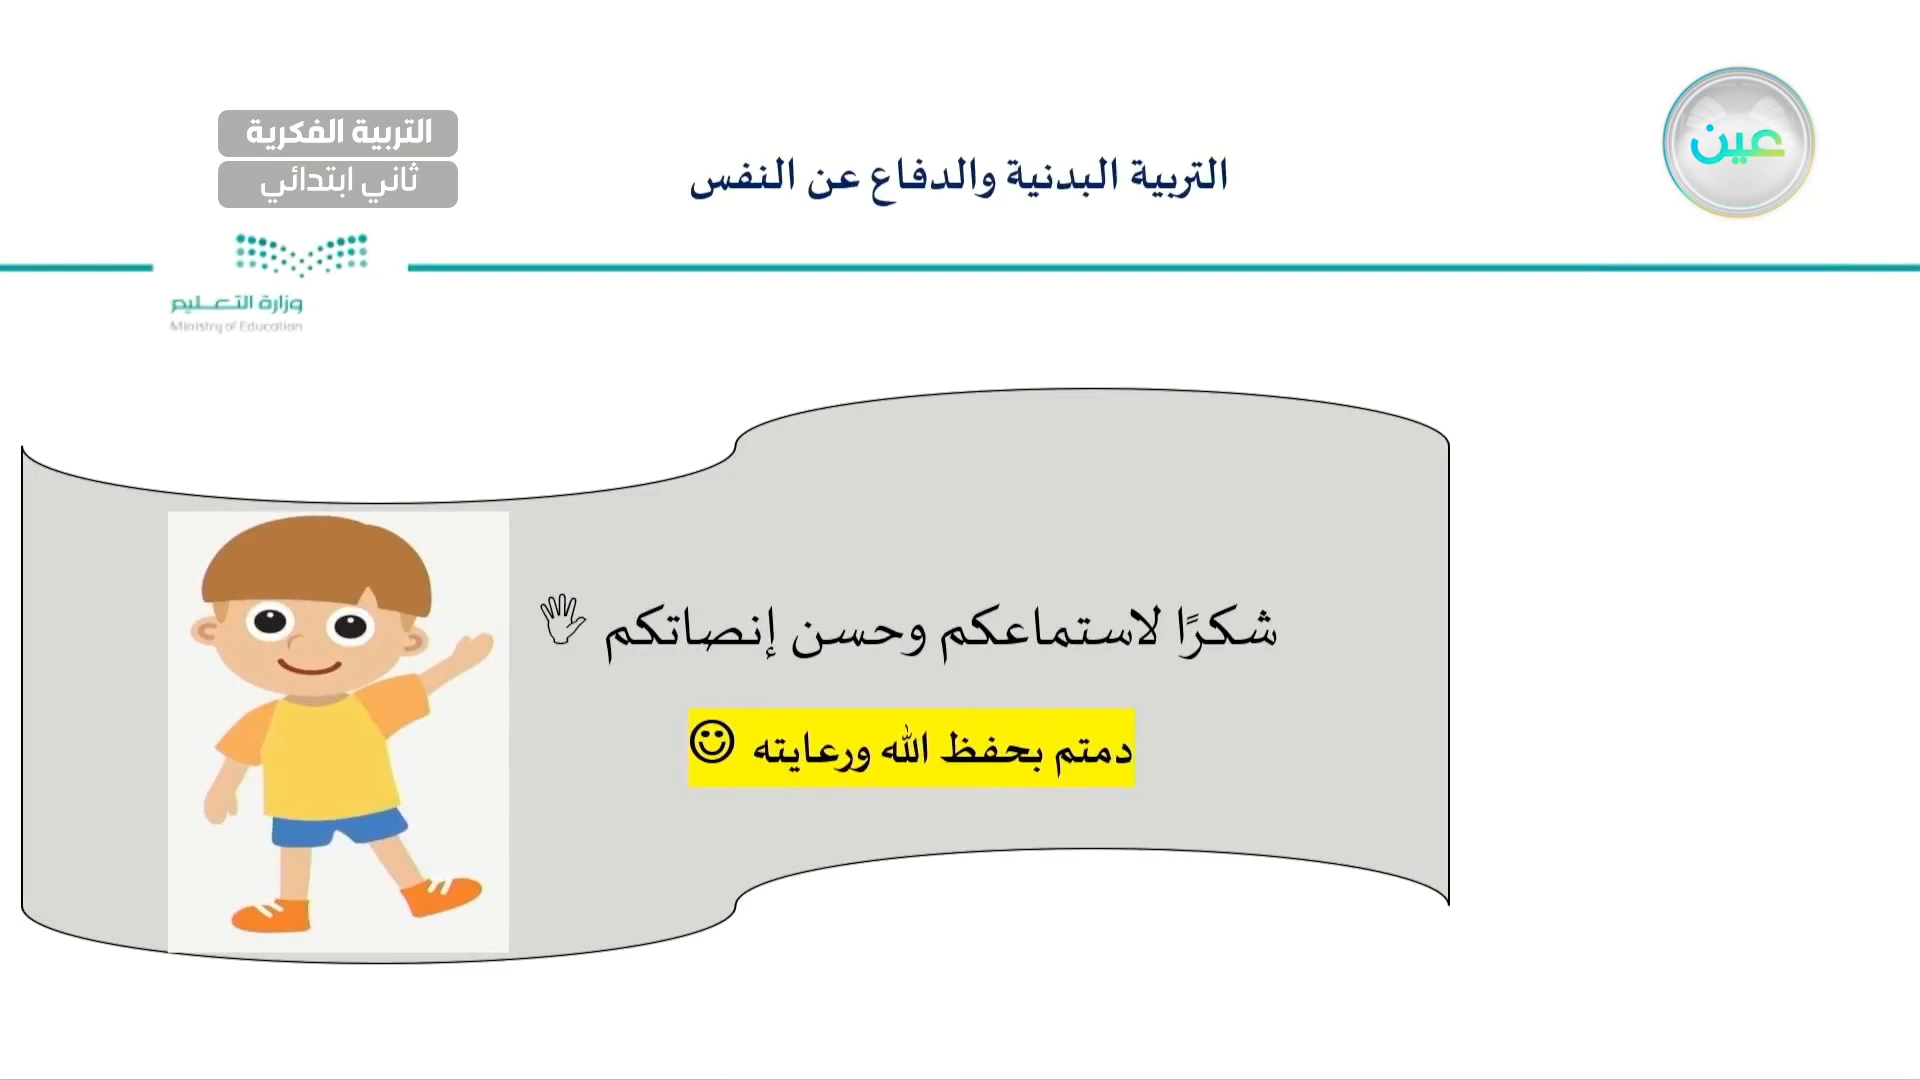 عين
التربية الفكرية
ثاني ابتدائي
التربية البدنية والدفاع عن النفس
وزارة التعليم
Ministry of Education
شكرًا لاستماعكم وحسن إنصاتكم 🖐
دمتم بحفظ الله ورعايته ☺